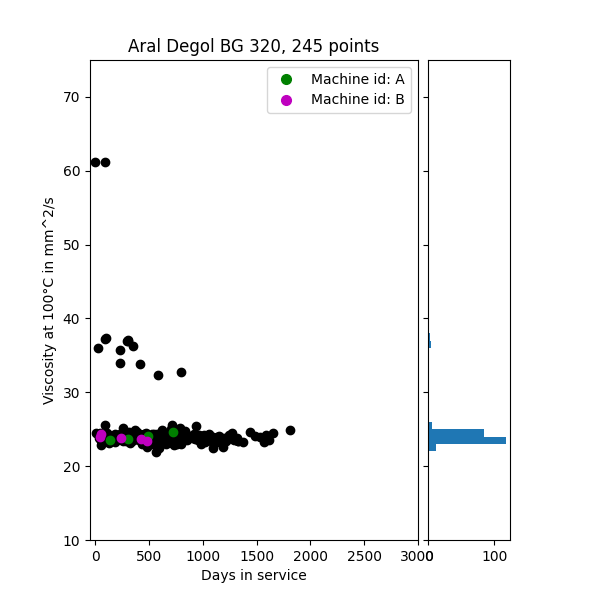 Aral Degol BG 320, 245 points
Machine id: A
Machine id: B
Viscosity at 100°C in mm^2/s
70
60
50
40
30
20
10
0 500 1000 1500 2000 2500 3000
0 100
Days in service